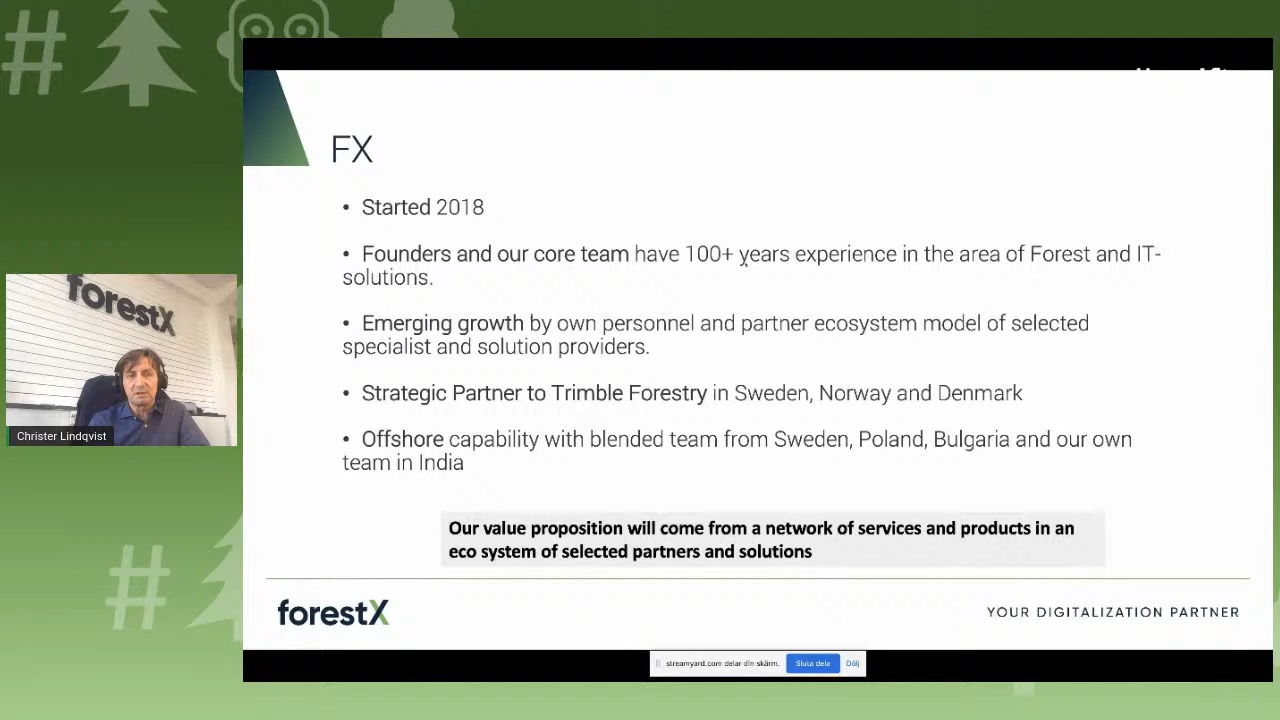 FX
• Started 2018
• Founders and our core team have 100+ years experience in the area of Forest and IT-
solutions.
• Emerging growth by own personnel and partner ecosystem model of selected
specialist and solution providers.
• Strategic Partner to Trimble Forestry in Sweden, Norway and Denmark
• Offshore capability with blended team from Sweden, Poland, Bulgaria and our own
team in India
Our value proposition will come from a network of services and products in an
eco system of selected partners and solutions
forestX
YOUR DIGITALIZATION PARTNER
forestX
Christer Lindqvist
streamyard.com delar din skärm. Sluta dela Dölj
#
#